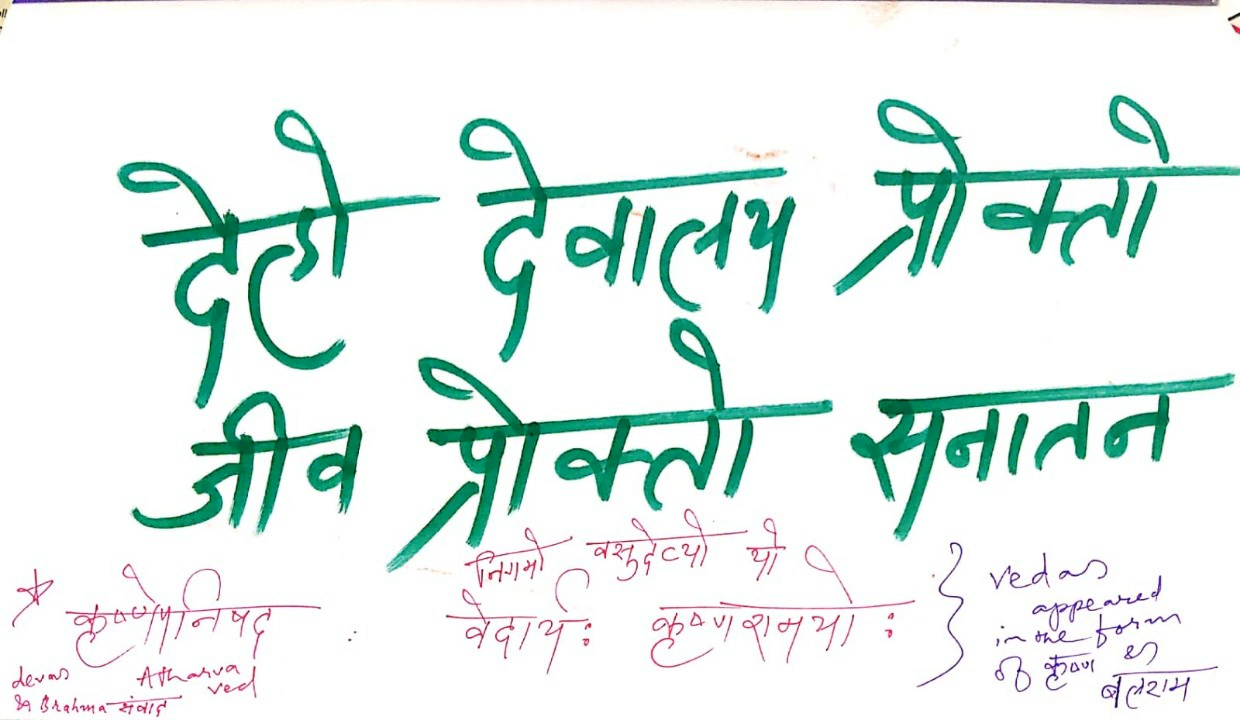 देहो देवालय प्रोक्तो
जीव प्रोक्तो सनातन
निगमो वसुदेव्यो यो
वेदार्थः कृष्णरामयोः
* कृष्णोपनिषद
devas & Brahma संवाद
Atharva ved
vedas
appeared
in the form
of कृष्ण &
बलराम